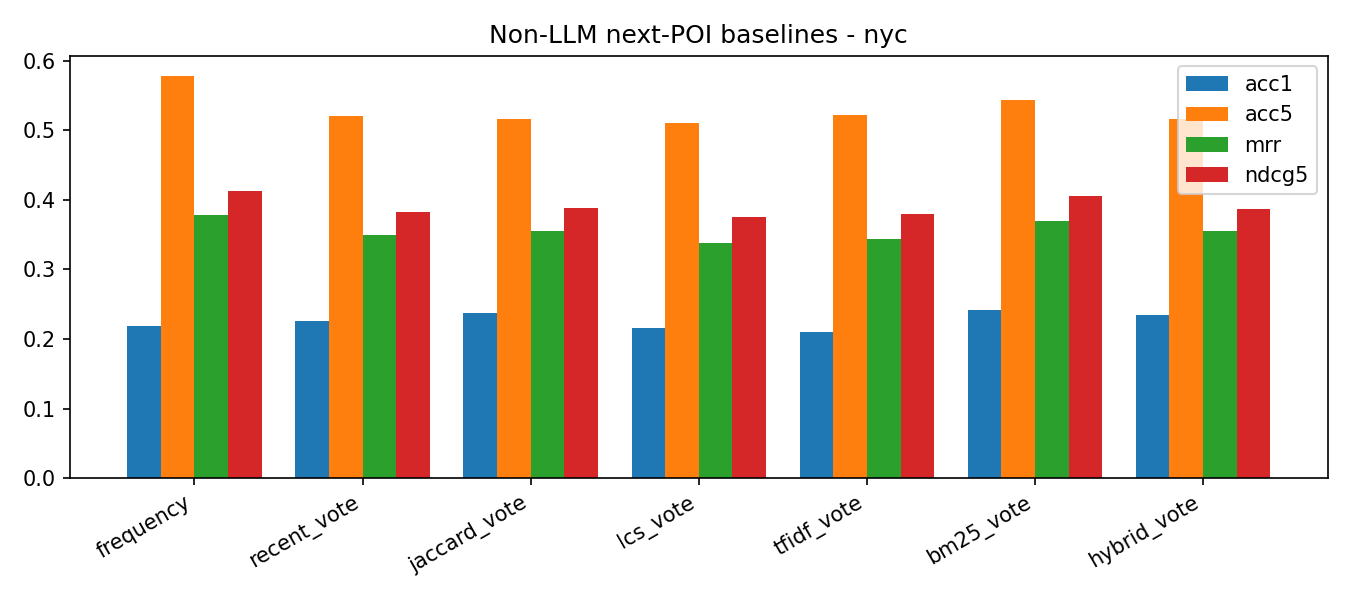 Non-LLM next-POI baselines - nyc
0.6
0.5
0.4
0.3
0.2
0.1
0.0
acc1
acc5
mrr
ndcg5
frequency
recent_vote
jaccard_vote
lcs_vote
tfidf_vote
bm25_vote
hybrid_vote